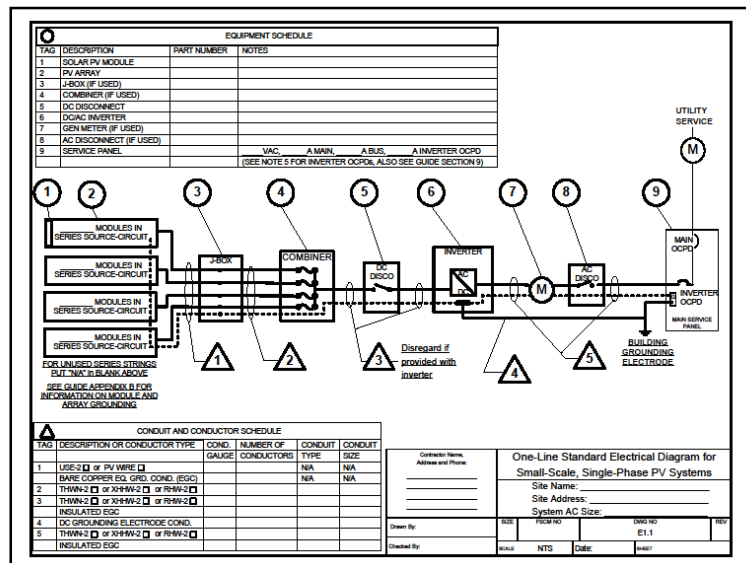 EQUIPMENT SCHEDULE
TAG DESCRIPTION PART NUMBER NOTES
1 SOLAR PV MODULE
2 PV ARRAY
3 J-BOX (IF USED)
4 COMBINER (IF USED)
5 DC DISCONNECT
6 DC/AC INVERTER
7 GEN METER (IF USED)
8 AC DISCONNECT (IF USED)
9 SERVICE PANEL ____VAC, ____A MAIN, ____A BUS, ____A INVERTER OCPD
(SEE NOTE 5 FOR INVERTER OCPDs, ALSO SEE GUIDE SECTION 9)
UTILITY
SERVICE
M
1 2 3 4 5 6 7 8 9
MODULES IN
SERIES SOURCE-CIRCUIT
MODULES IN
SERIES SOURCE-CIRCUIT
MODULES IN
SERIES SOURCE-CIRCUIT
MODULES IN
SERIES SOURCE-CIRCUIT
J-BOX
COMBINER
DC
DISCO
INVERTER
AC
DC
M
AC
DISCO
MAIN
OCPD
INVERTER
OCPD
MAIN SERVICE
PANEL
BUILDING
GROUNDING
ELECTRODE
FOR UNUSED SERIES STRINGS
PUT "N/A" in BLANK ABOVE
SEE GUIDE APPENDIX B FOR
INFORMATION ON MODULE AND
ARRAY GROUNDING
1 2 3 4 5
Disregard if
provided with
inverter
CONDUIT AND CONDUCTOR SCHEDULE
TAG DESCRIPTION OR CONDUCTOR TYPE COND. GAUGE NUMBER OF CONDUCTORS CONDUIT TYPE CONDUIT SIZE
1 USE-2 □ or PV WIRE □ N/A N/A
BARE COPPER EQ. GRD. COND. (EGC) N/A N/A
2 THWN-2 □ or XHHW-2 □ or RHW-2 □
3 THWN-2 □ or XHHW-2 □ or RHW-2 □
INSULATED EGC
4 DC GROUNDING ELECTRODE COND.
5 THWN-2 □ or XHHW-2 □ or RHW-2 □
INSULATED EGC
Contractor Name,
Address and Phone:
One-Line Standard Electrical Diagram for
Small-Scale, Single-Phase PV Systems
Site Name:
Site Address:
System AC Size:
Drawn By:
Checked By:
SIZE FSCM NO DWG NO REV
E1.1
SCALE NTS Date: SHEET